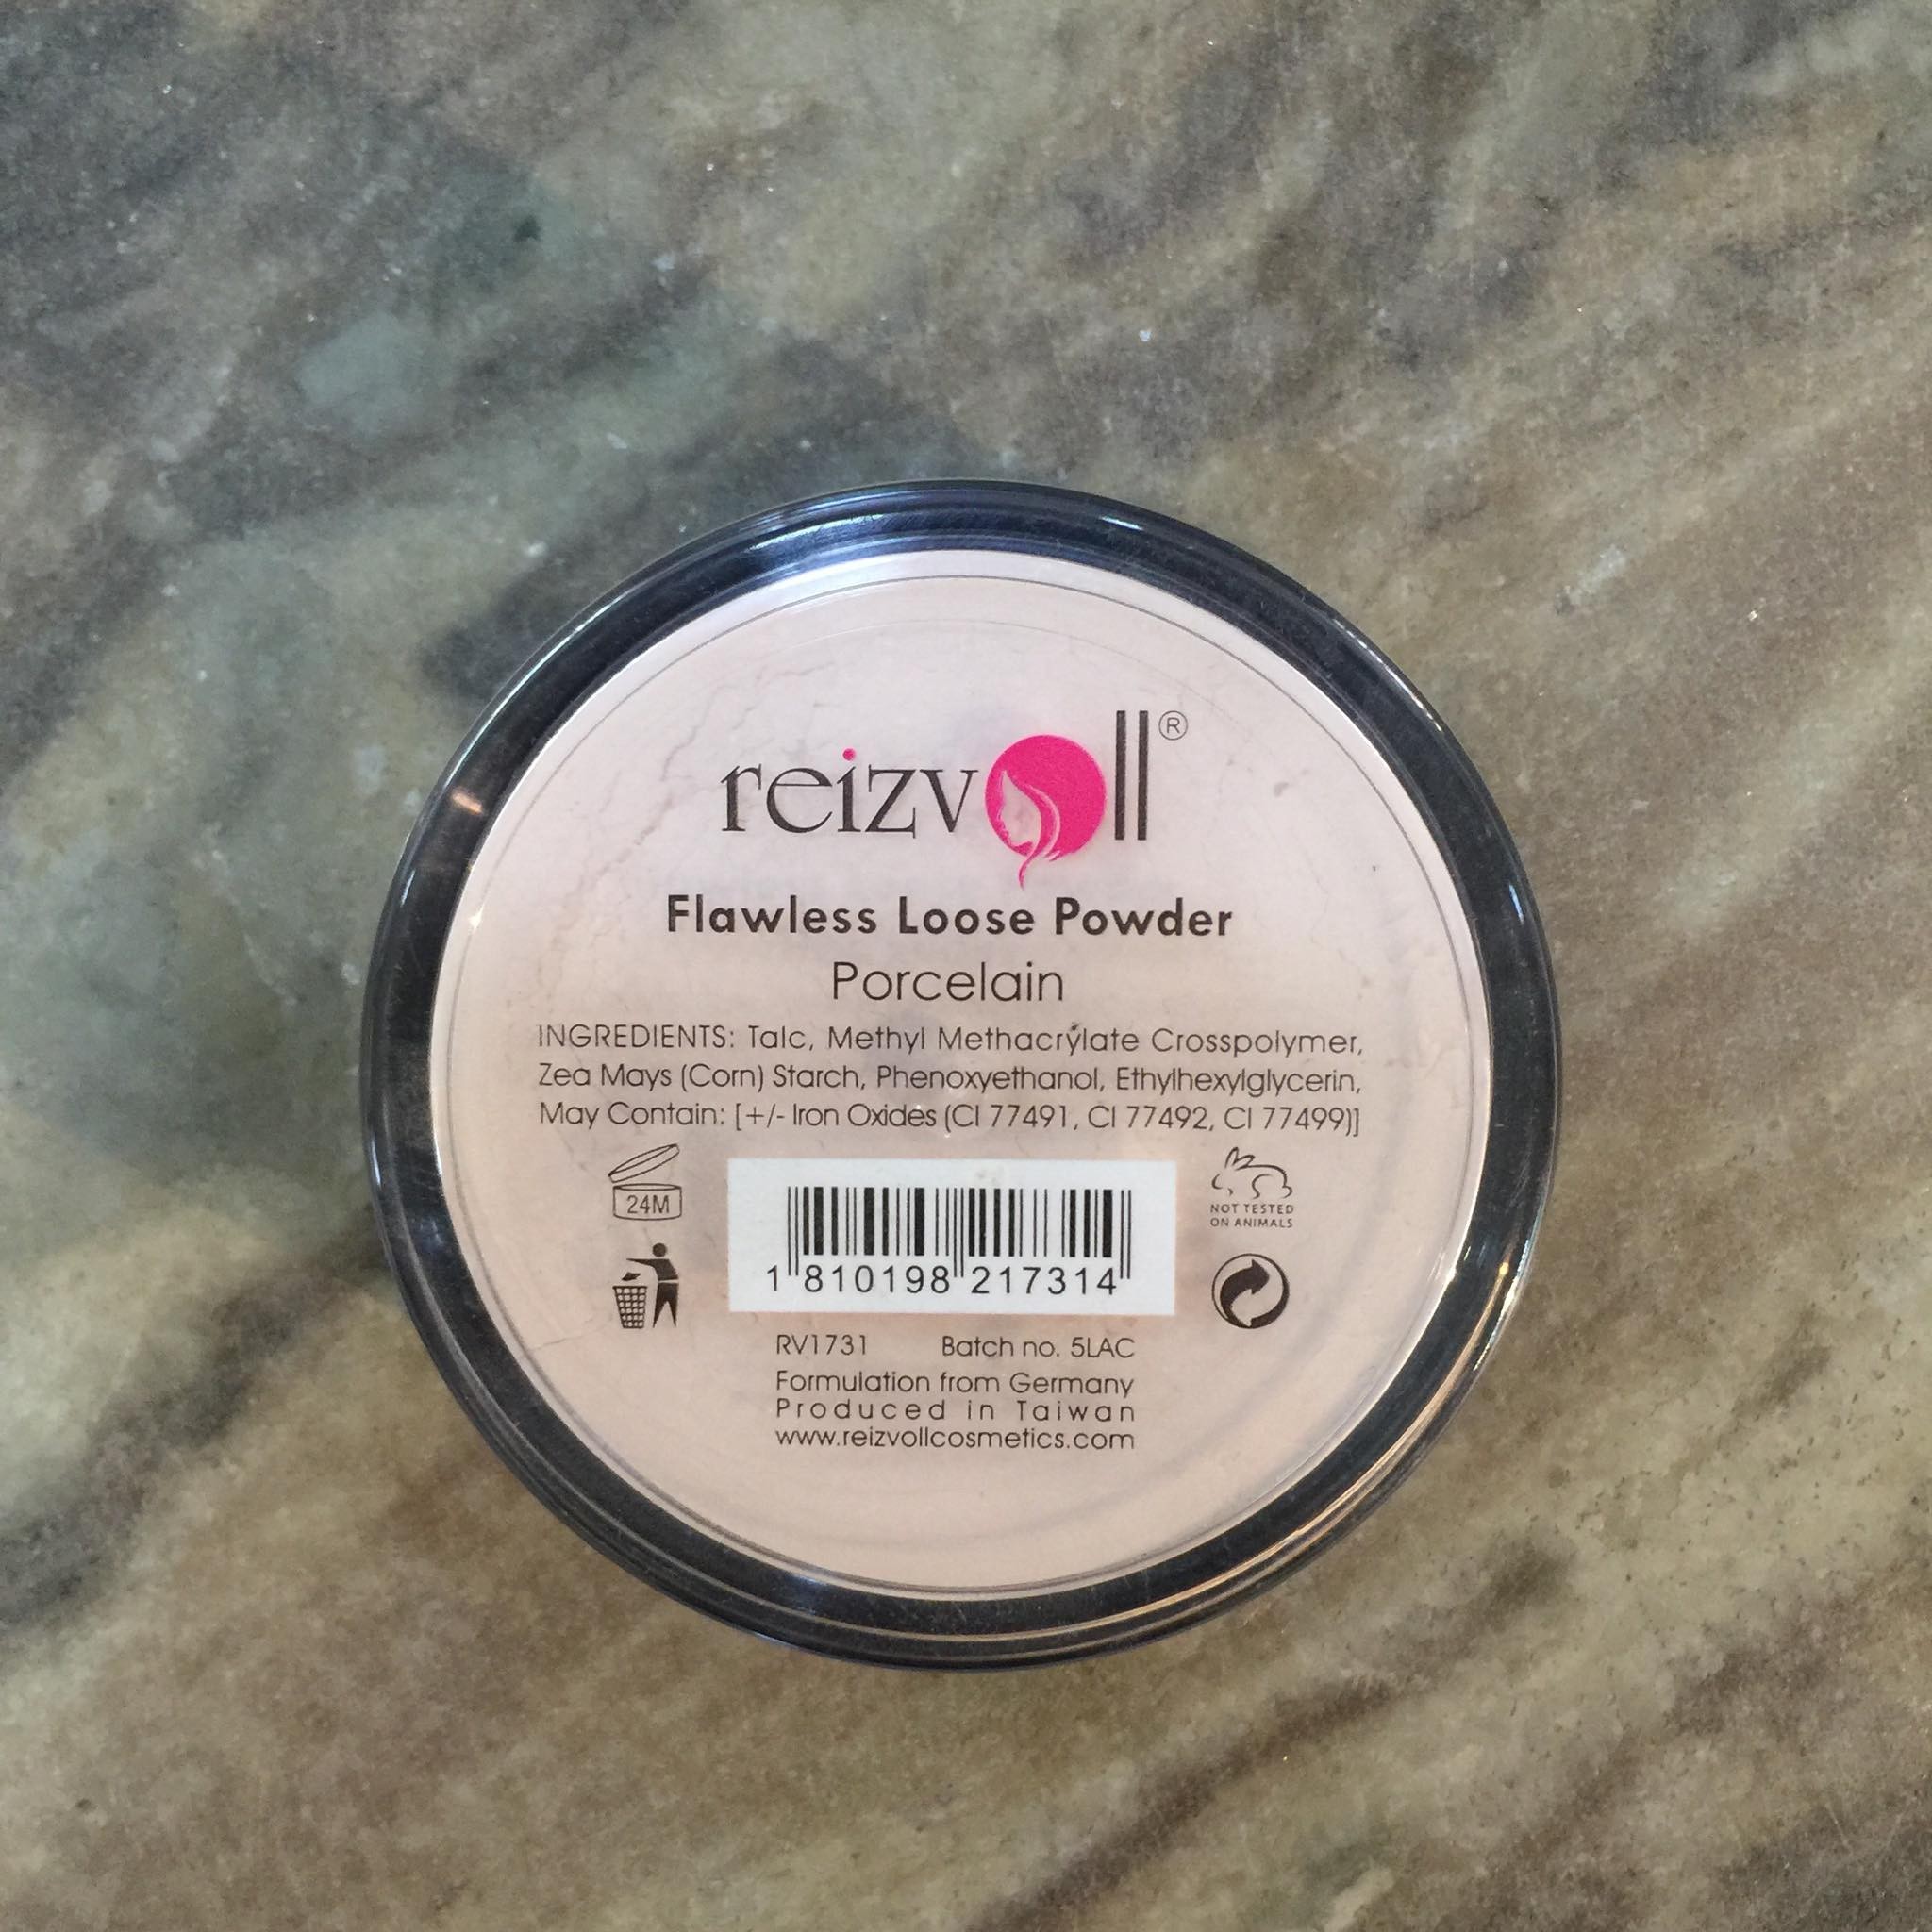 reizvoll®
Flawless Loose Powder
Porcelain
INGREDIENTS: Talc, Methyl Methacrylate Crosspolymer,
Zea Mays (Corn) Starch, Phenoxyethanol, Ethylhexylglycerin,
May Contain: [+/- Iron Oxides (CI 77491, CI 77492, CI 77499)]
24M
NOT TESTED
ON ANIMALS
1 810198 217314
RV1731 Batch no. 5LAC
Formulation from Germany
Produced in Taiwan
www.reizvollcosmetics.com